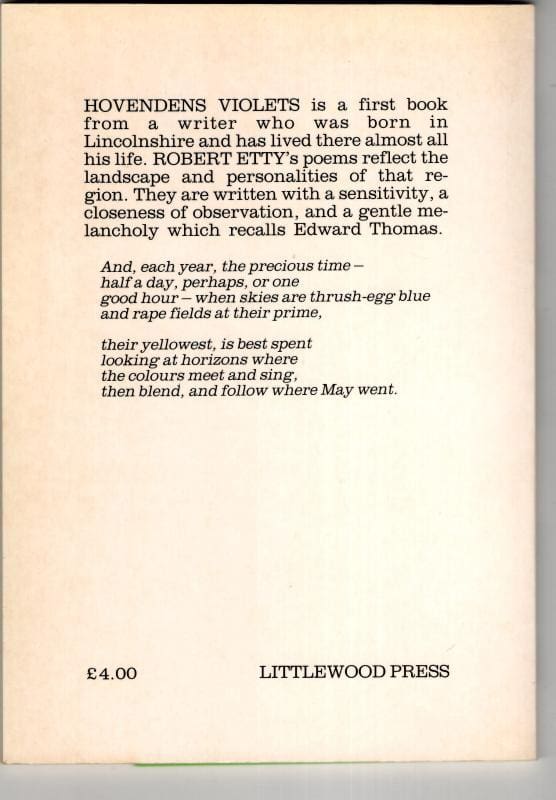 HOVENDENS VIOLETS is a first book
from a writer who was born in
Lincolnshire and has lived there almost all
his life. ROBERT ETTY's poems reflect the
landscape and personalities of that re-
gion. They are written with a sensitivity, a
closeness of observation, and a gentle me-
lancholy which recalls Edward Thomas.
And, each year, the precious time –
half a day, perhaps, or one
good hour – when skies are thrush-egg blue
and rape fields at their prime,
their yellowest, is best spent
looking at horizons where
the colours meet and sing,
then blend, and follow where May went.
£4.00 LITTLEWOOD PRESS